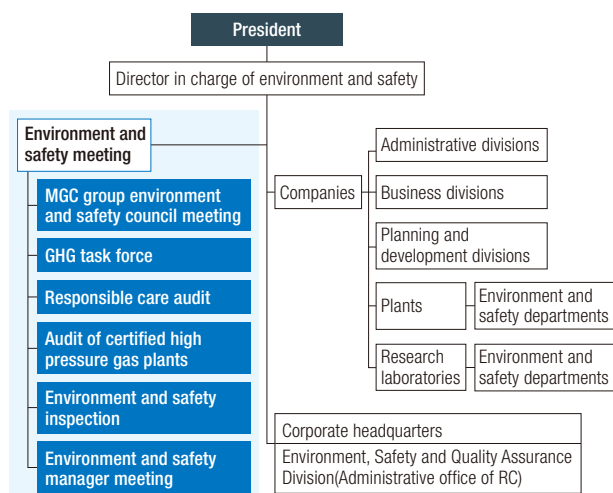 President
Director in charge of environment and safety
Environment and
safety meeting
MGC group environment
and safety council meeting
GHG task force
Responsible care audit
Audit of certified high
pressure gas plants
Environment and safety
inspection
Environment and safety
manager meeting
Companies
Administrative divisions
Business divisions
Planning and
development divisions
Plants
Environment and
safety departments
Research
laboratories
Environment and
safety departments
Corporate headquarters
Environment, Safety and Quality Assurance
Division(Administrative office of RC)